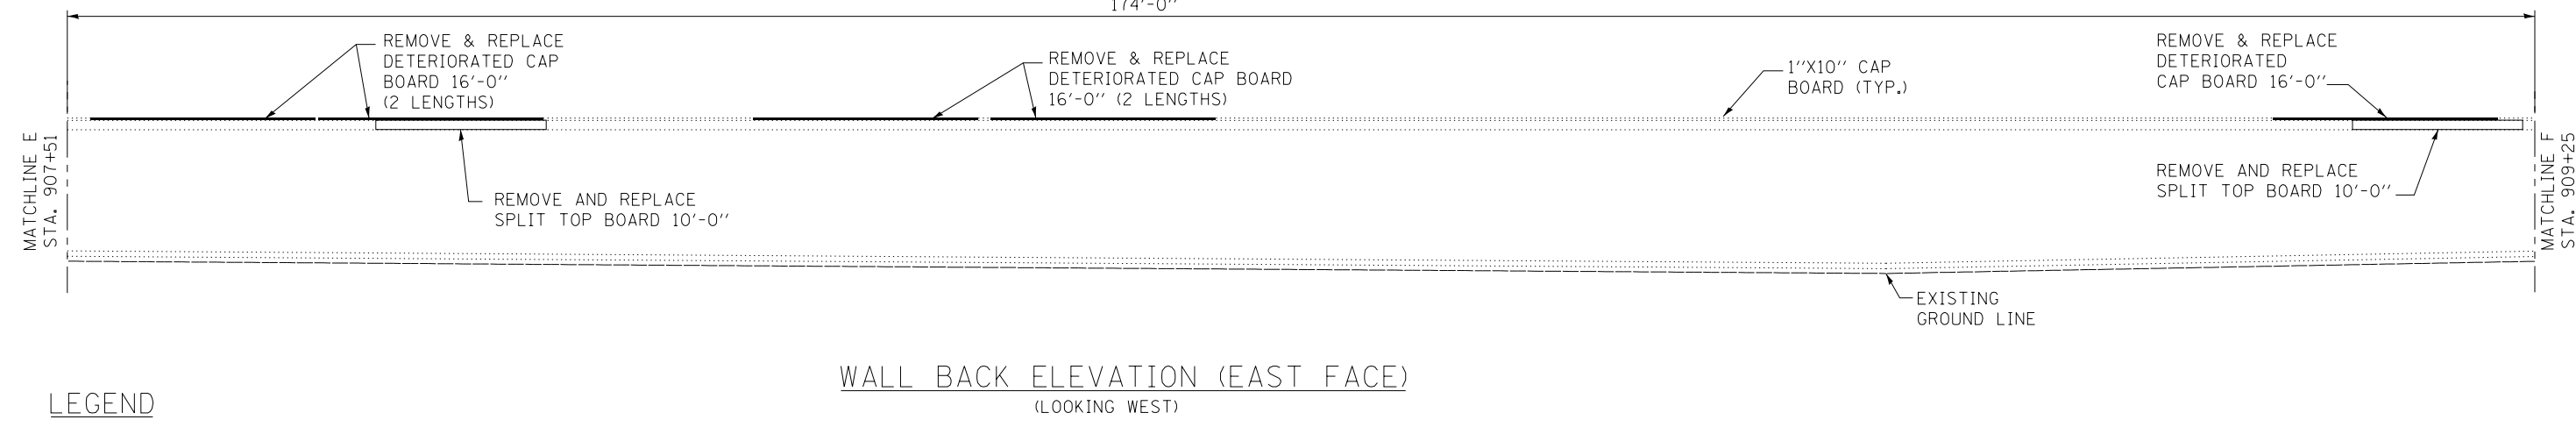 174'-0"
REMOVE & REPLACE
DETERIORATED CAP
BOARD 16'-0"
(2 LENGTHS)
REMOVE & REPLACE
DETERIORATED CAP BOARD
16'-0" (2 LENGTHS)
1"X10" CAP
BOARD (TYP.)
REMOVE & REPLACE
DETERIORATED
CAP BOARD 16'-0"
MATCHLINE E
STA. 907+51
REMOVE AND REPLACE
SPLIT TOP BOARD 10'-0"
REMOVE AND REPLACE
SPLIT TOP BOARD 10'-0"
MATCHLINE F
STA. 909+25
EXISTING
GROUND LINE
WALL BACK ELEVATION (EAST FACE)
(LOOKING WEST)
LEGEND